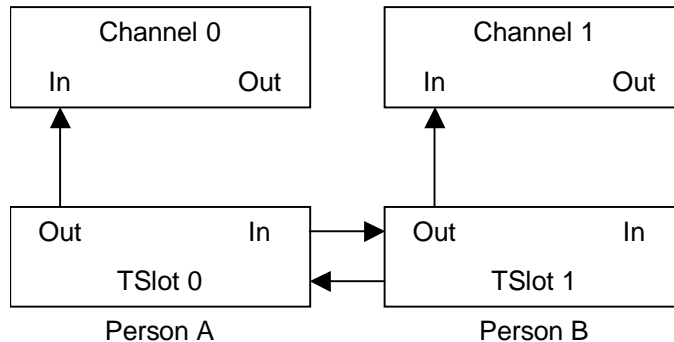 Channel 0
In Out
Channel 1
In Out
Out In
TSlot 0
Out In
TSlot 1
Person A
Person B